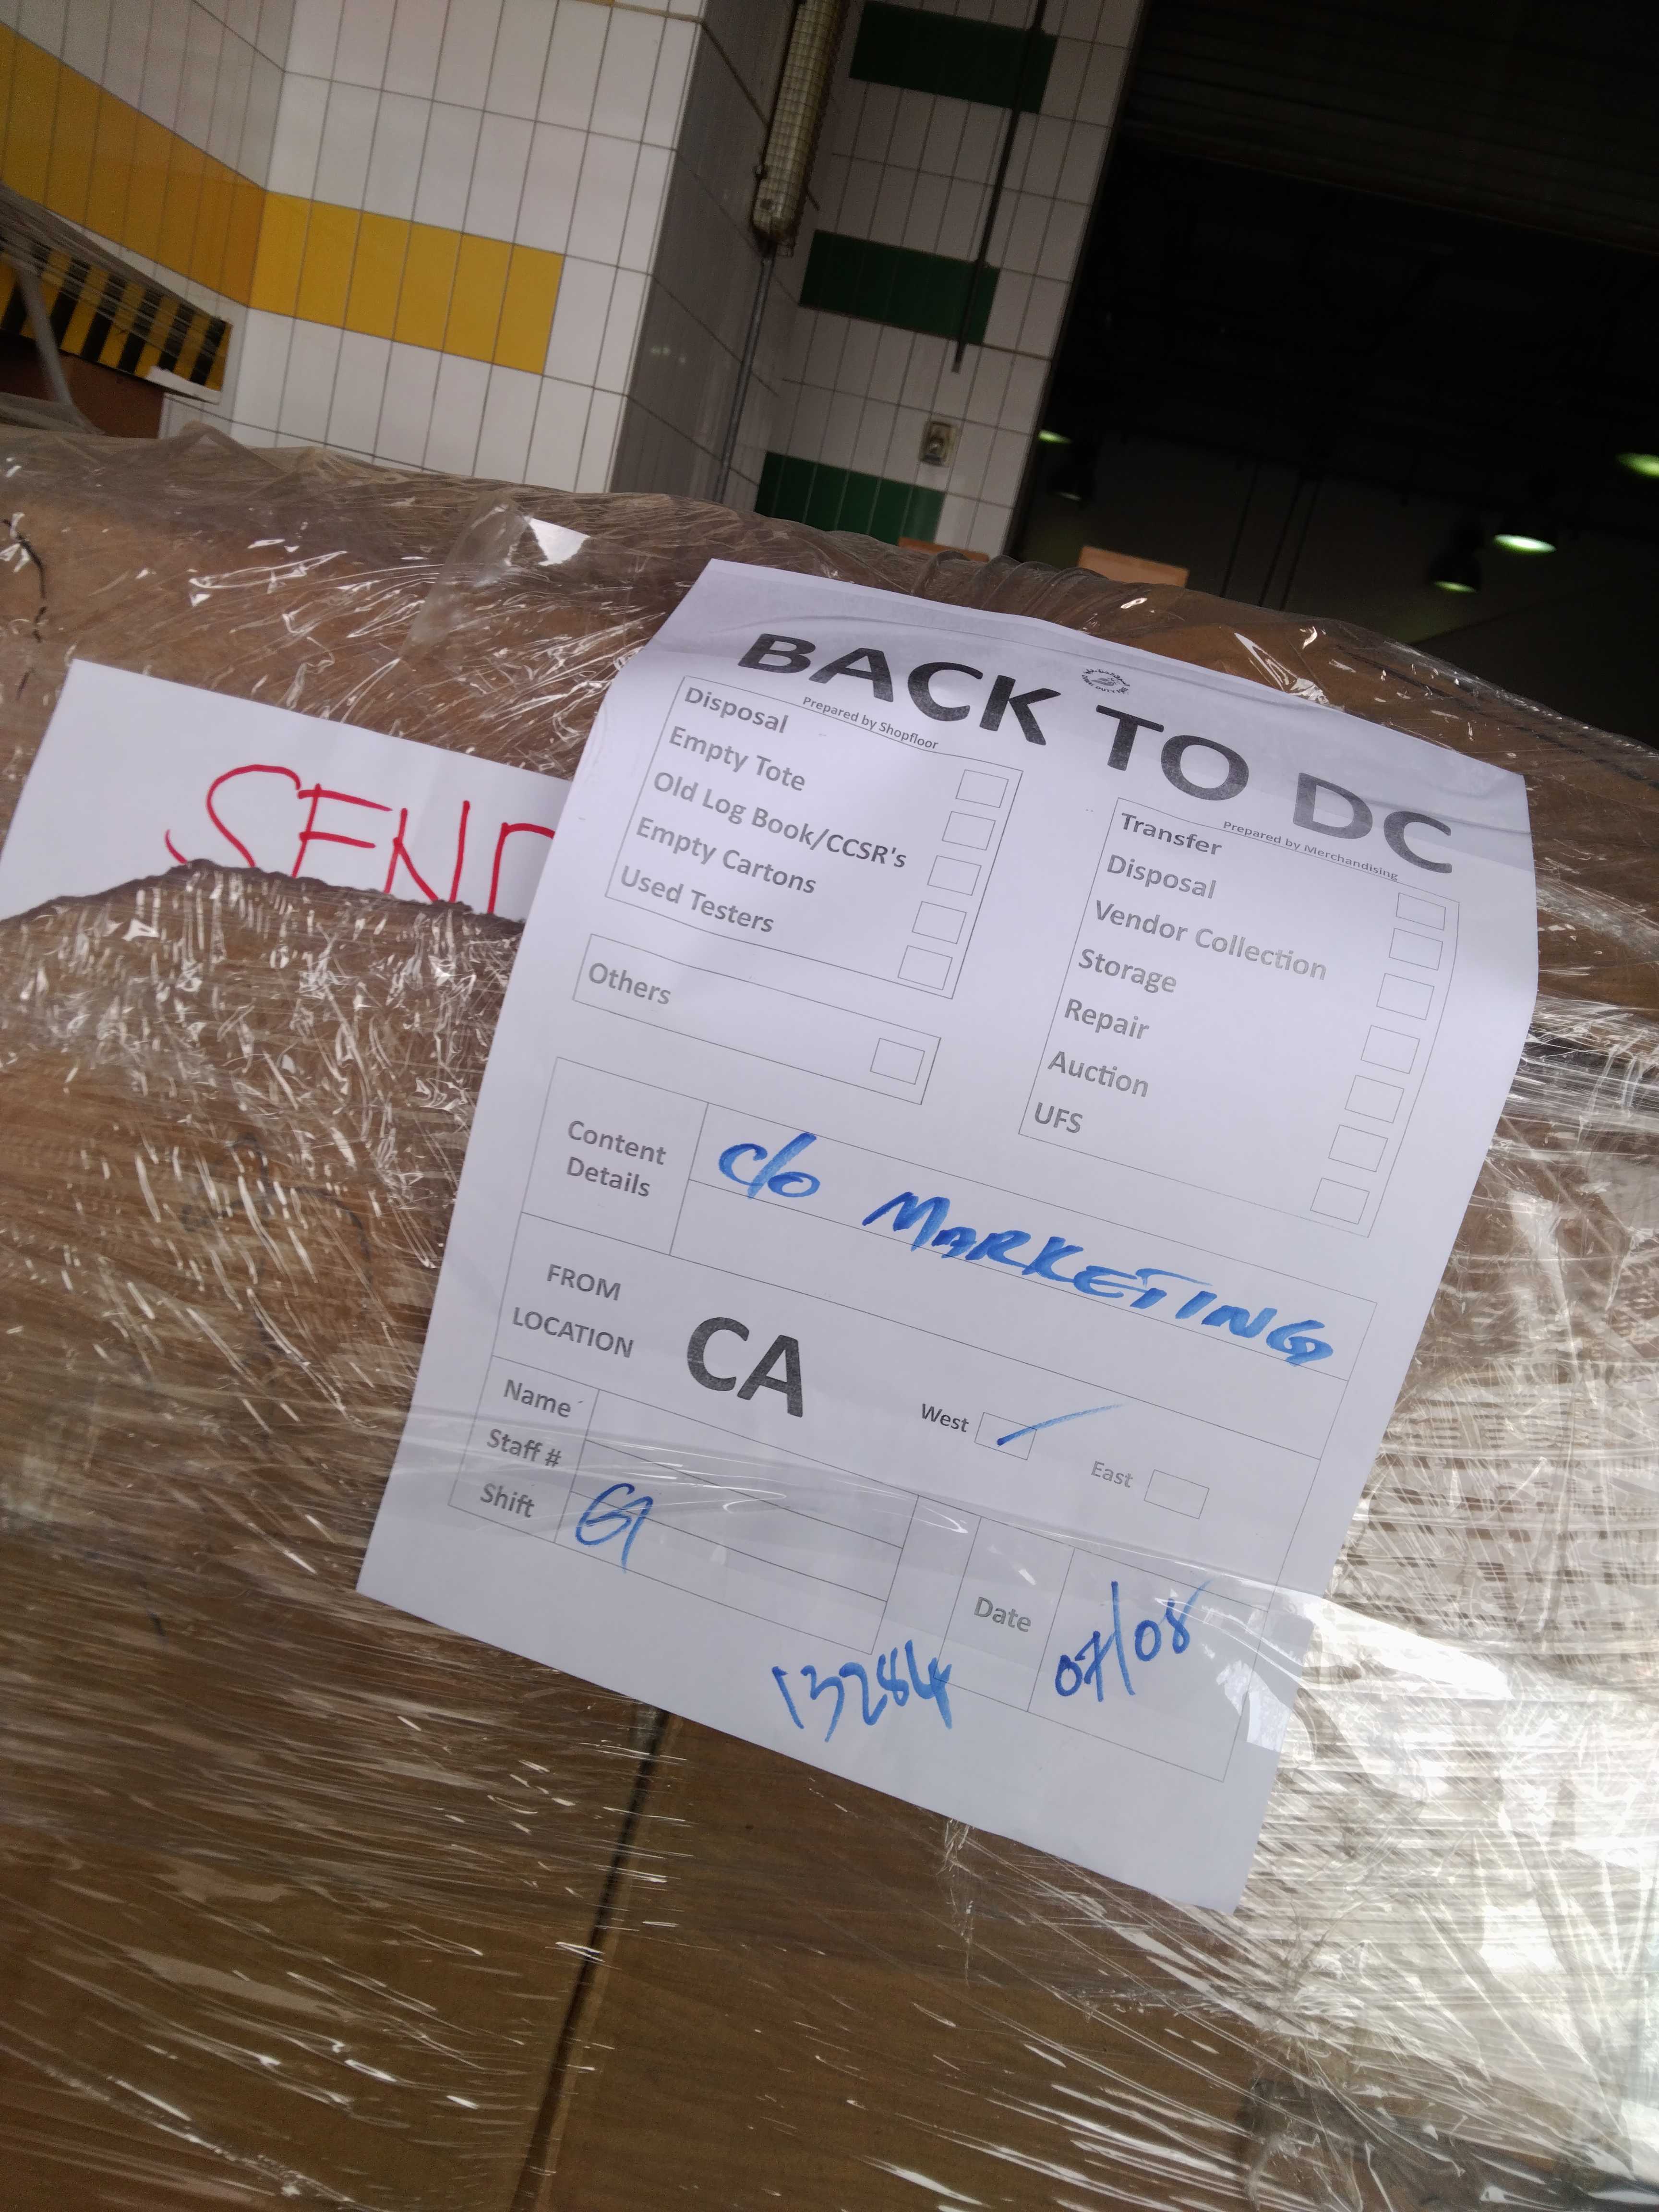 SEND
BACK TO DC
Prepared by Shopfloor
Disposal
Empty Tote
Old Log Book/CCSR's
Empty Cartons
Used Testers
Others
Prepared by Merchandising
Transfer
Disposal
Vendor Collection
Storage
Repair
Auction
UFS
Content
Details
c/o MARKETING
FROM
LOCATION
CA
West
East
Name
Staff #
Shift
13284
Date
07/08